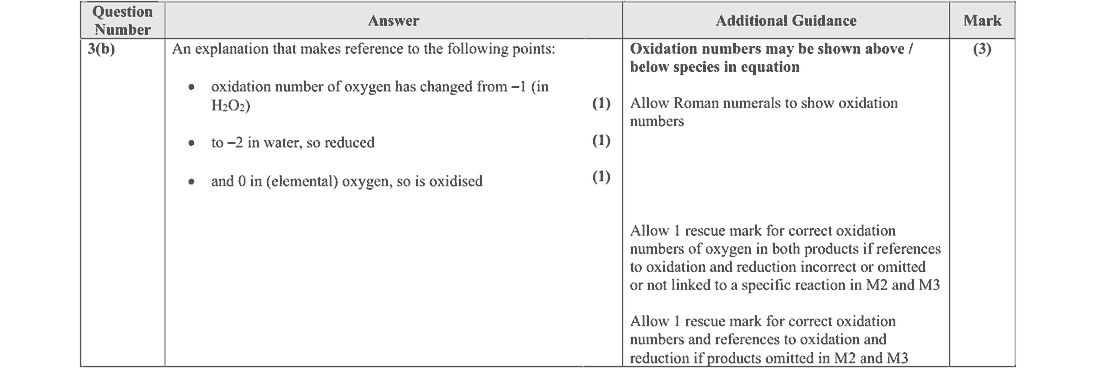 Question Number Answer Additional Guidance Mark
3(b) An explanation that makes reference to the following points:
• oxidation number of oxygen has changed from –1 (in
H₂O₂) (1)
• to –2 in water, so reduced (1)
• and 0 in (elemental) oxygen, so is oxidised (1)
Oxidation numbers may be shown above /
below species in equation
Allow Roman numerals to show oxidation
numbers
Allow 1 rescue mark for correct oxidation
numbers of oxygen in both products if references
to oxidation and reduction incorrect or omitted
or not linked to a specific reaction in M2 and M3
Allow 1 rescue mark for correct oxidation
numbers and references to oxidation and
reduction if products omitted in M2 and M3
(3)